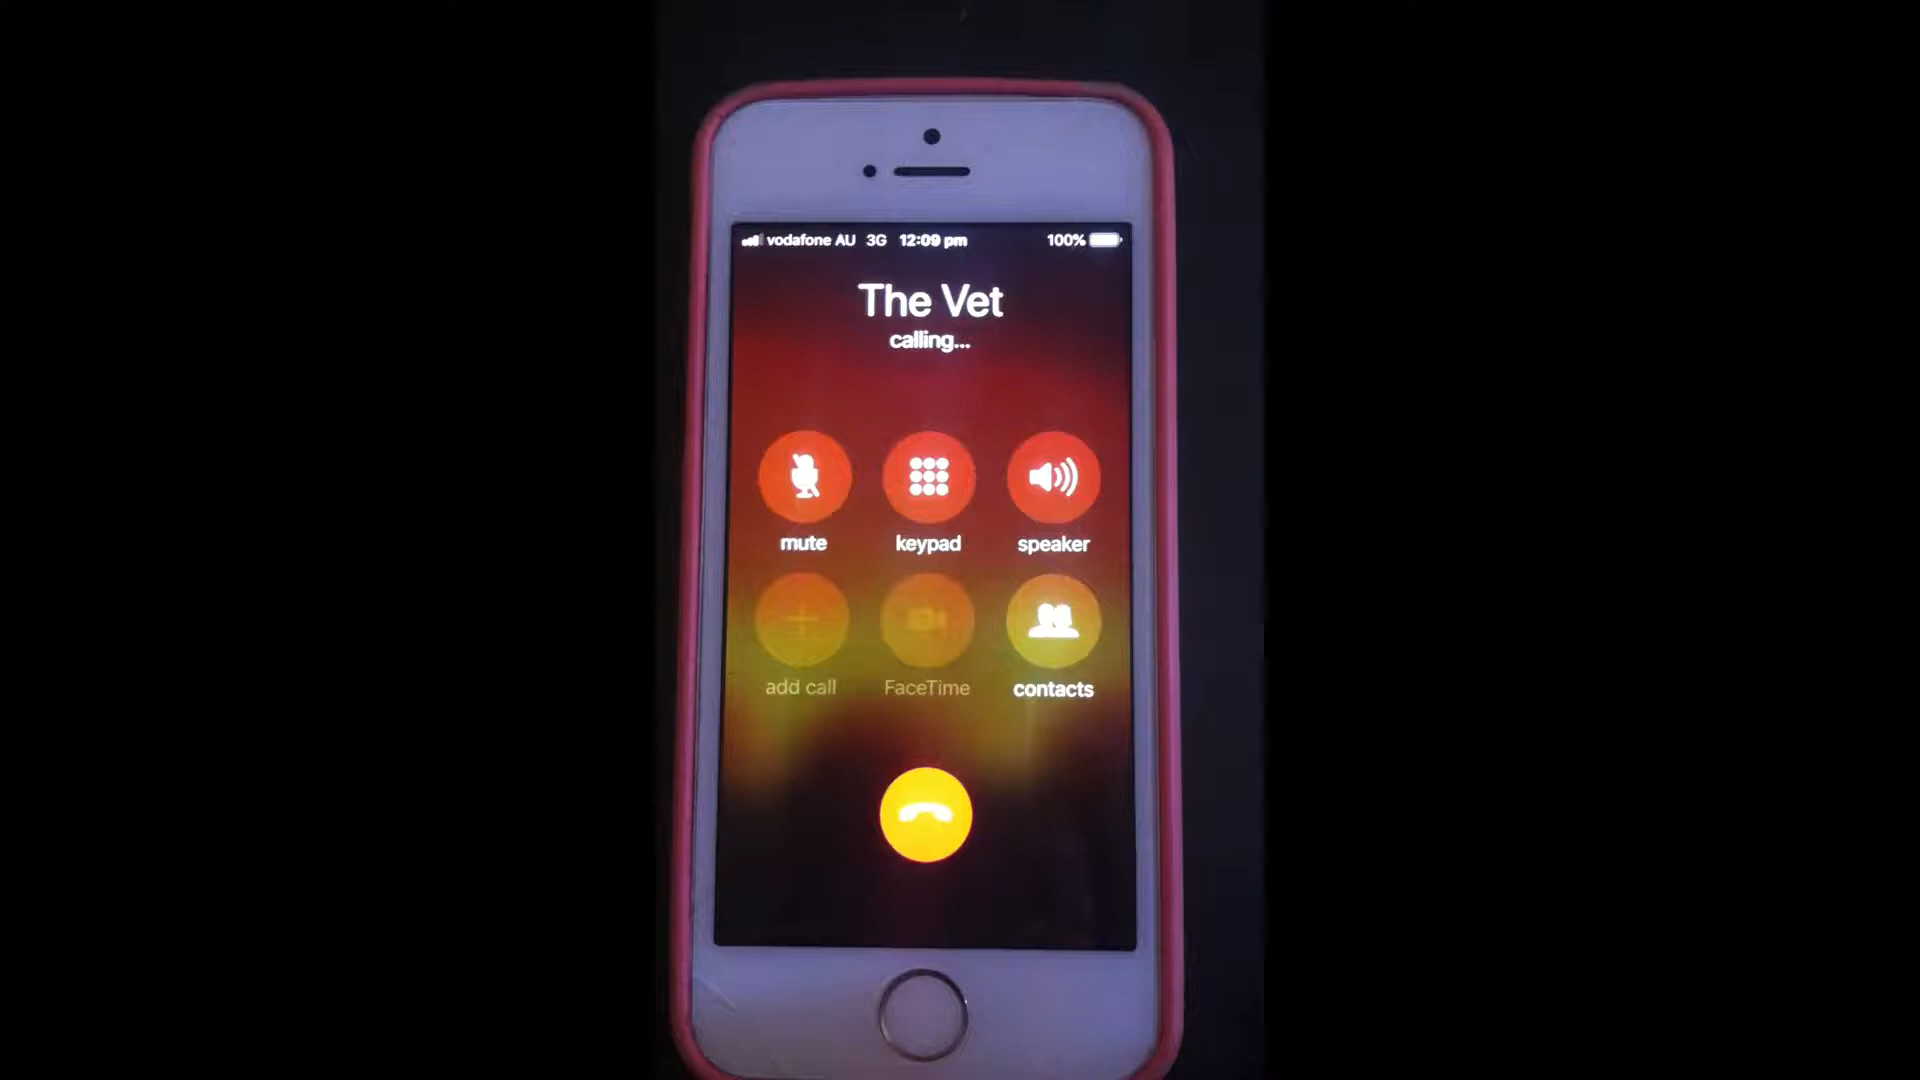 vodafone AU 3G 12:09 pm 100%
The Vet
calling...
mute keypad speaker
add call FaceTime contacts